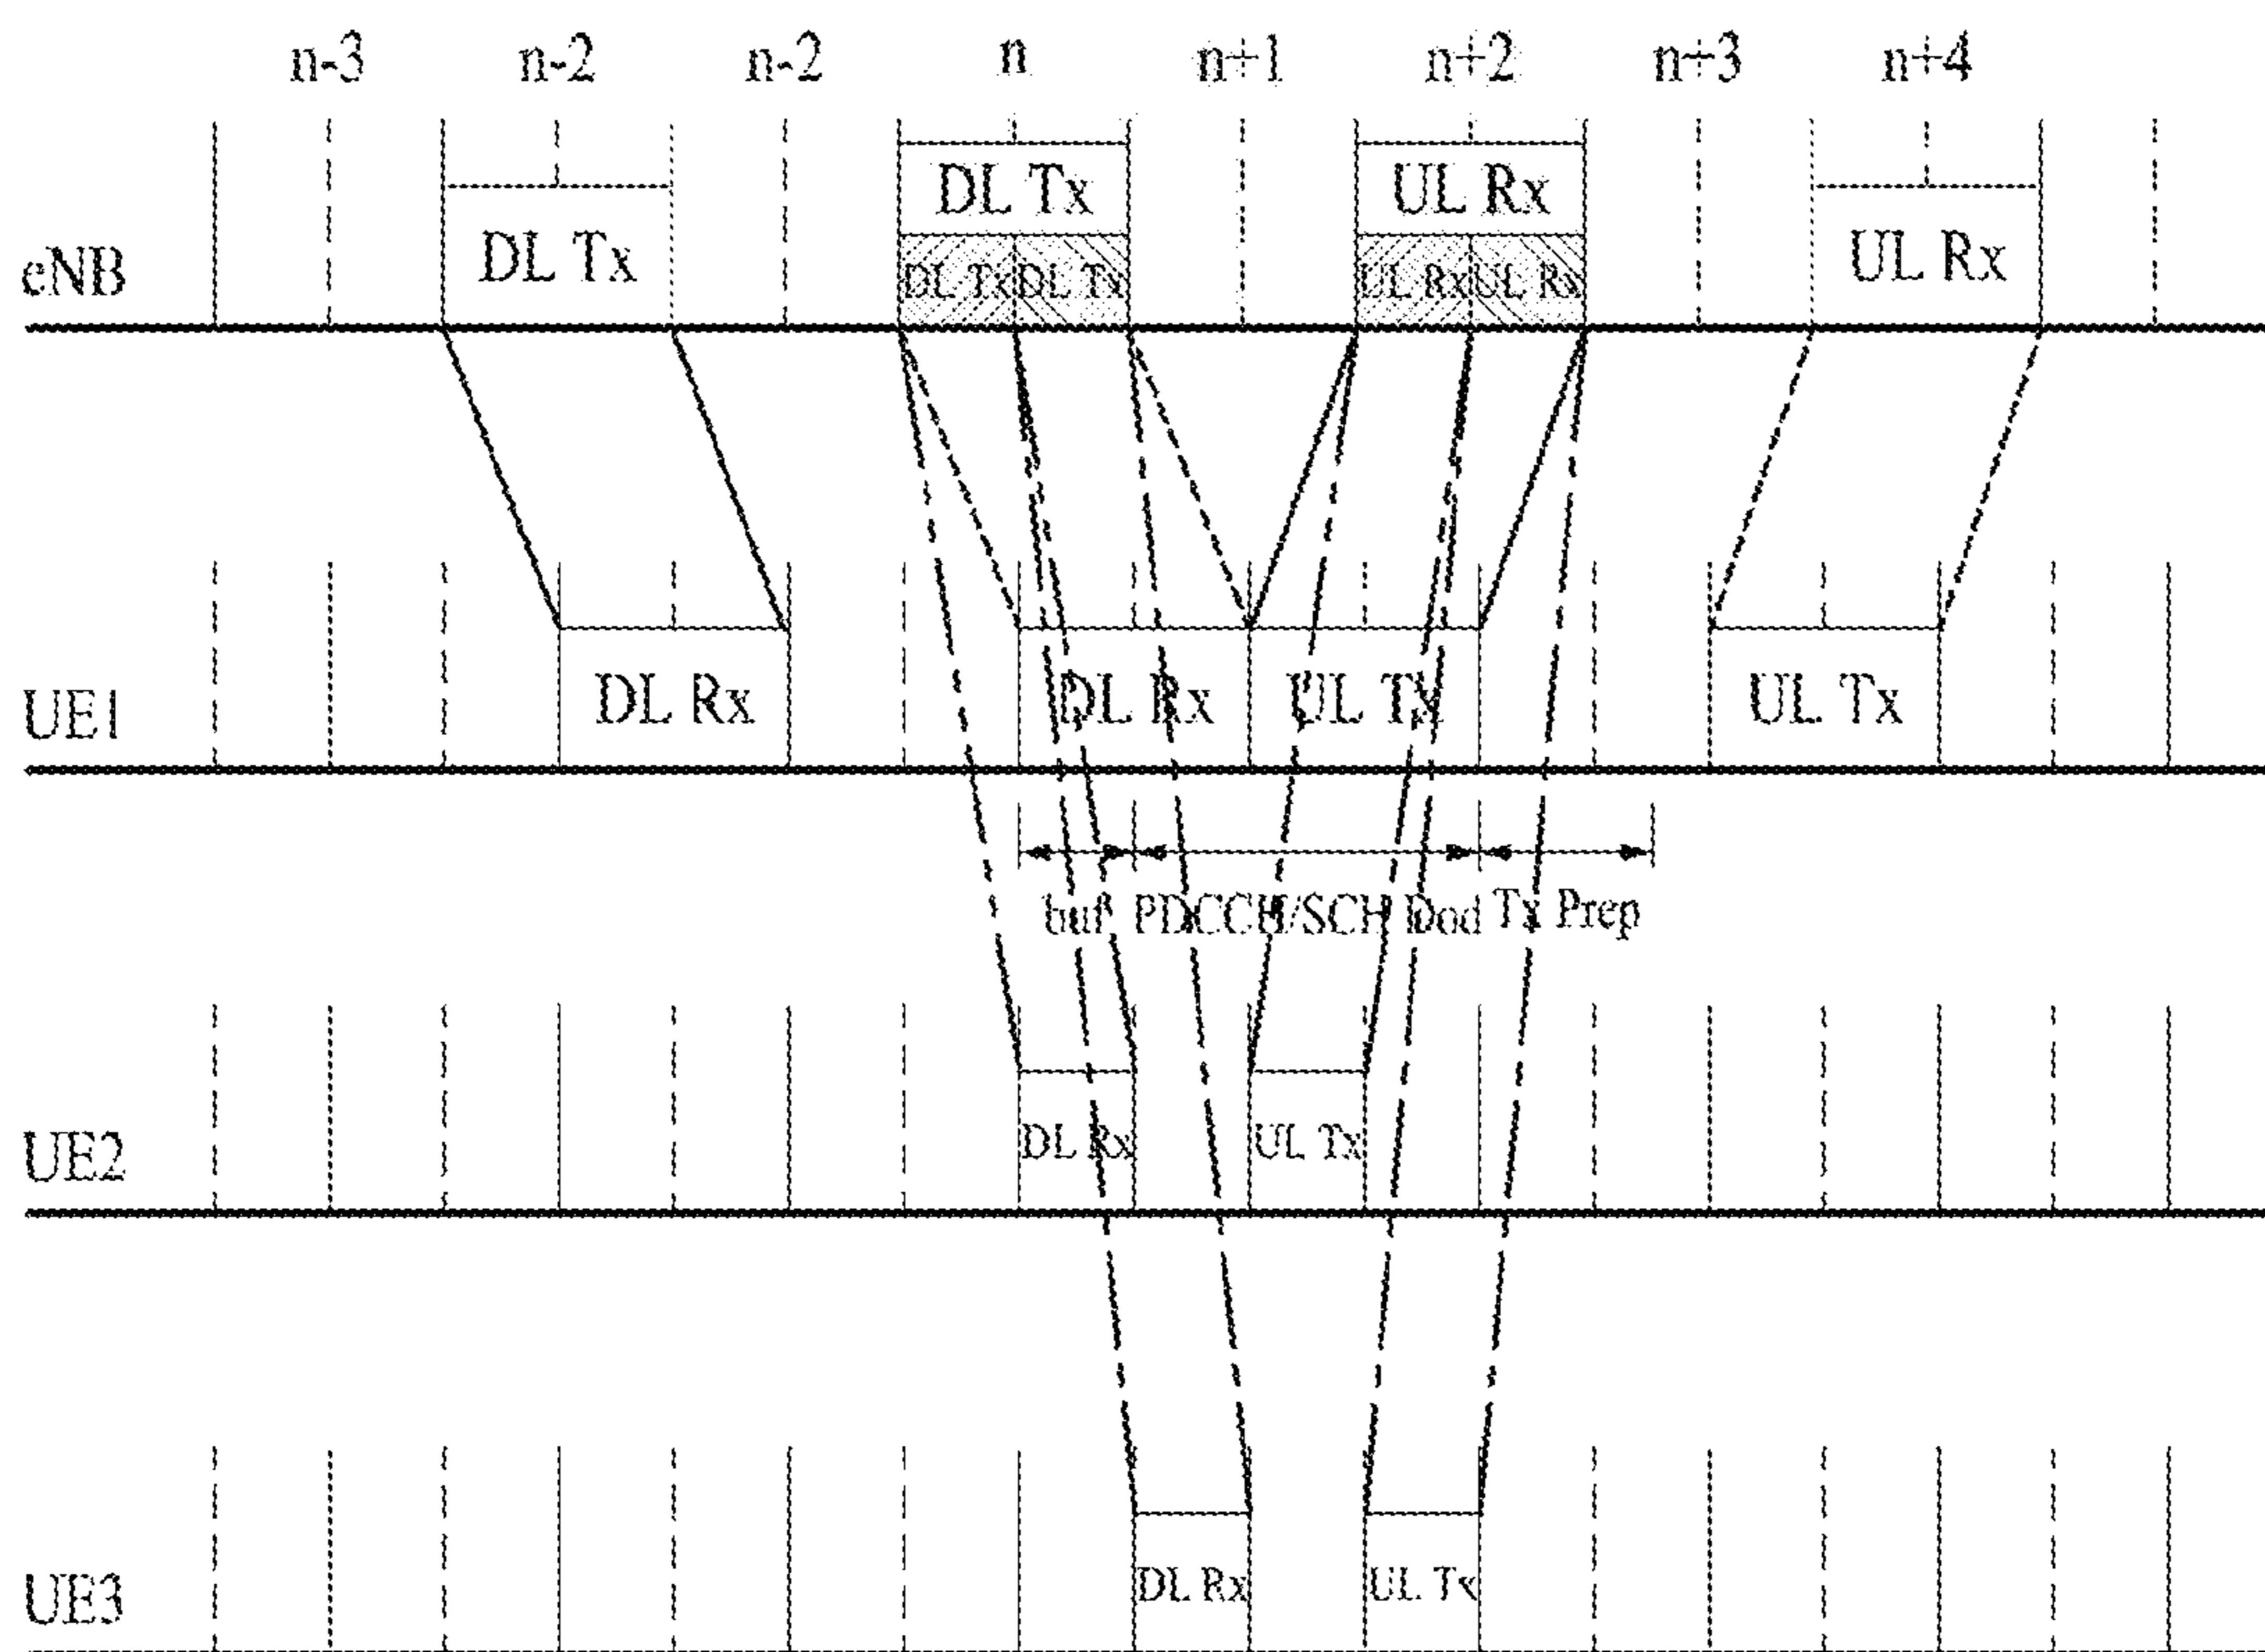 n-3 n-2 n-2 n n+1 n+2 n+3 n+4
DL Tx UL Rx
eNB DL Tx DL Tx DL Tx UL Rx UL Rx UL Rx
UE1 DL Rx DL Rx UL Tx UL Tx
buf PDCCH/SCH Dod Tx Prep
UE2 DL Rx UL Tx
UE3 DL Rx UL Tx